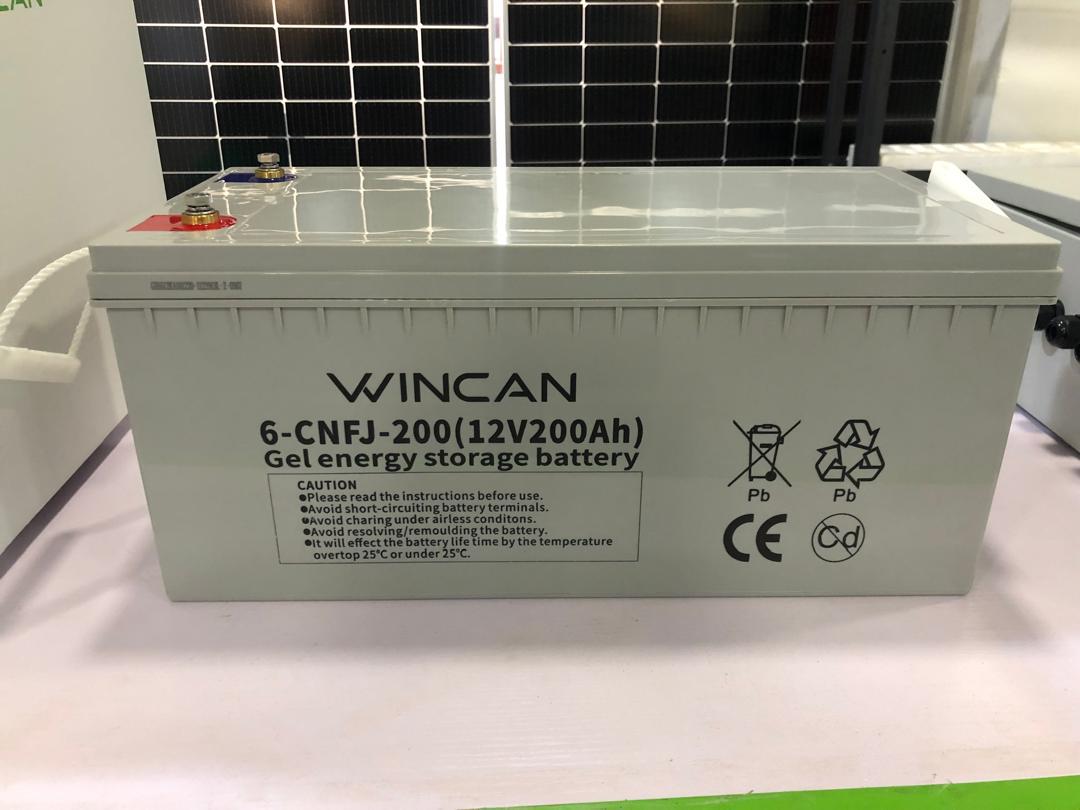 CAN
WINCAN
6-CNFJ-200(12V200Ah)
Gel energy storage battery
CAUTION
●Please read the instructions before use.
●Avoid short-circuiting battery terminals.
●Avoid charing under airless conditons.
●Avoid resolving/remoulding the battery.
●It will effect the battery life time by the temperature
overtop 25℃ or under 25℃.
Pb
Pb
CE
Cd